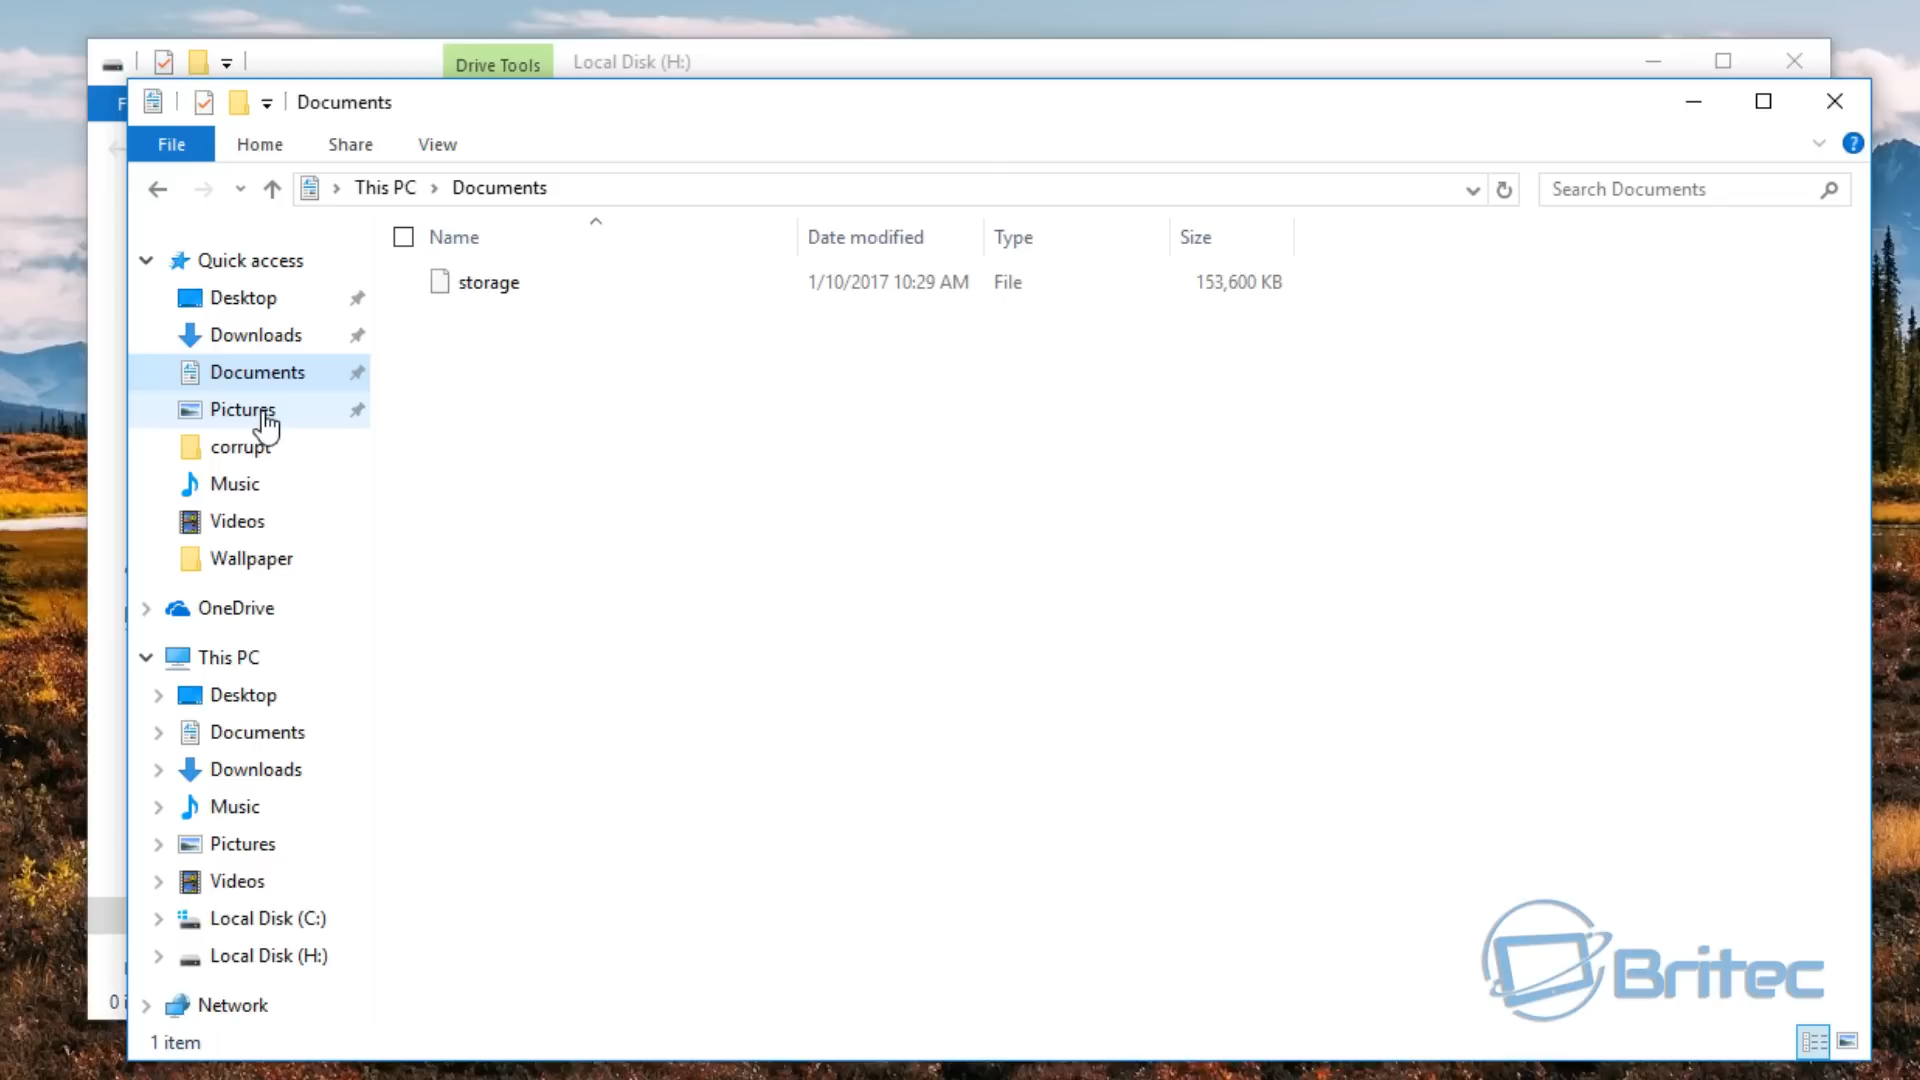 Drive Tools
Local Disk (H:)
F
Documents
File
Home
Share
View
This PC
Documents
Search Documents
Name
Date modified
Type
Size
storage
1/10/2017 10:29 AM
File
153,600 KB
Quick access
Desktop
Downloads
Documents
Pictures
corrupt
Music
Videos
Wallpaper
OneDrive
This PC
Desktop
Documents
Downloads
Music
Pictures
Videos
Local Disk (C:)
Local Disk (H:)
Network
0 i
1 item
Britec